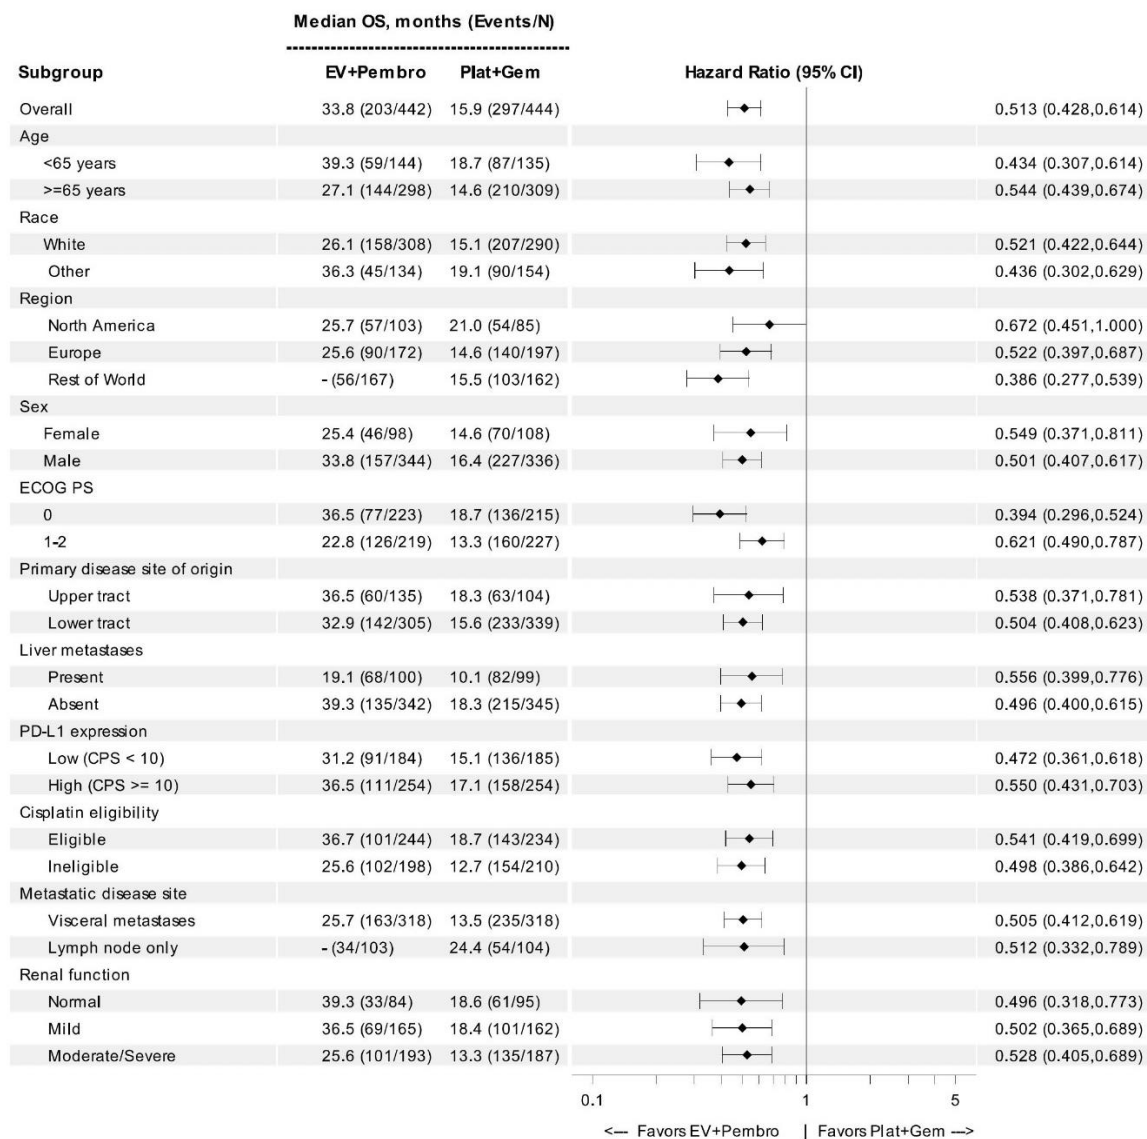 Median OS, months (Events/N)
Subgroup EV+Pembro Plat+Gem Hazard Ratio (95% CI)
Overall 33.8 (203/442) 15.9 (297/444) 0.513 (0.428,0.614)
Age
<65 years 39.3 (59/144) 18.7 (87/135) 0.434 (0.307,0.614)
>=65 years 27.1 (144/298) 14.6 (210/309) 0.544 (0.439,0.674)
Race
White 26.1 (158/308) 15.1 (207/290) 0.521 (0.422,0.644)
Other 36.3 (45/134) 19.1 (90/154) 0.436 (0.302,0.629)
Region
North America 25.7 (57/103) 21.0 (54/85) 0.672 (0.451,1.000)
Europe 25.6 (90/172) 14.6 (140/197) 0.522 (0.397,0.687)
Rest of World - (56/167) 15.5 (103/162) 0.386 (0.277,0.539)
Sex
Female 25.4 (46/98) 14.6 (70/108) 0.549 (0.371,0.811)
Male 33.8 (157/344) 16.4 (227/336) 0.501 (0.407,0.617)
ECOG PS
0 36.5 (77/223) 18.7 (136/215) 0.394 (0.296,0.524)
1-2 22.8 (126/219) 13.3 (160/227) 0.621 (0.490,0.787)
Primary disease site of origin
Upper tract 36.5 (60/135) 18.3 (63/104) 0.538 (0.371,0.781)
Lower tract 32.9 (142/305) 15.6 (233/339) 0.504 (0.408,0.623)
Liver metastases
Present 19.1 (68/100) 10.1 (82/99) 0.556 (0.399,0.776)
Absent 39.3 (135/342) 18.3 (215/345) 0.496 (0.400,0.615)
PD-L1 expression
Low (CPS < 10) 31.2 (91/184) 15.1 (136/185) 0.472 (0.361,0.618)
High (CPS >= 10) 36.5 (111/254) 17.1 (158/254) 0.550 (0.431,0.703)
Cisplatin eligibility
Eligible 36.7 (101/244) 18.7 (143/234) 0.541 (0.419,0.699)
Ineligible 25.6 (102/198) 12.7 (154/210) 0.498 (0.386,0.642)
Metastatic disease site
Visceral metastases 25.7 (163/318) 13.5 (235/318) 0.505 (0.412,0.619)
Lymph node only - (34/103) 24.4 (54/104) 0.512 (0.332,0.789)
Renal function
Normal 39.3 (33/84) 18.6 (61/95) 0.496 (0.318,0.773)
Mild 36.5 (69/165) 18.4 (101/162) 0.502 (0.365,0.689)
Moderate/Severe 25.6 (101/193) 13.3 (135/187) 0.528 (0.405,0.689)
0.1 1 5
<--- Favors EV+Pembro | Favors Plat+Gem --->